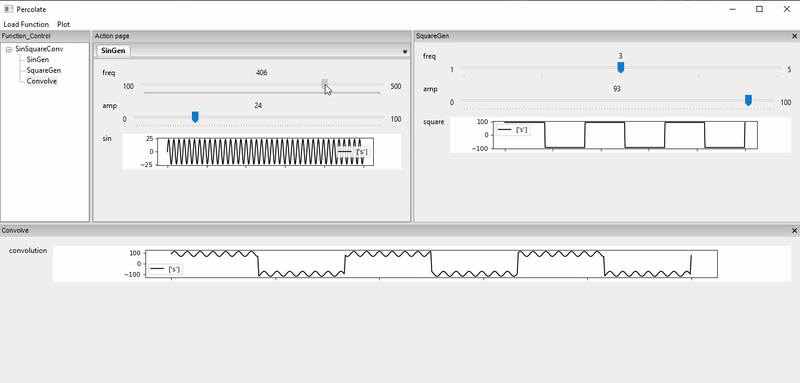 Percolate
Load Function Plot
Function_Control
SinSquareConv
SinGen
SquareGen
Convolve
Action page
SinGen
freq
406
100
500
amp
24
0
100
sin
25
0
−25
['s']
SquareGen
freq
3
1
5
amp
93
0
100
square
100
0
−100
['s']
Convolve
convolution
100
0
−100
['s']